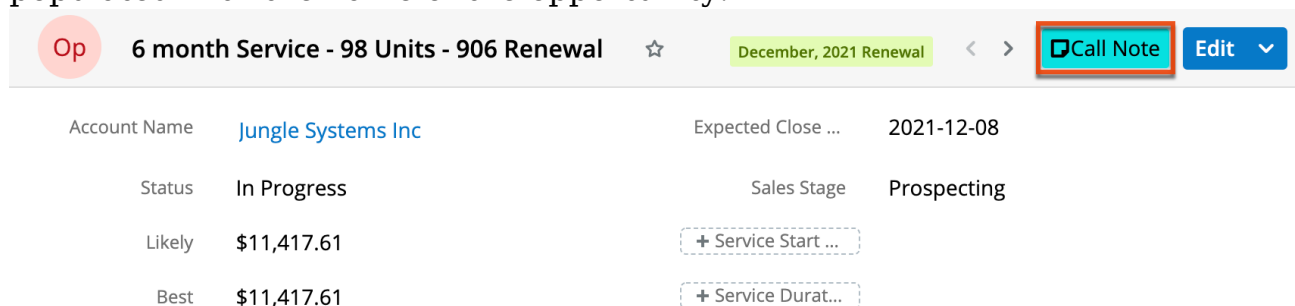 Op 6 month Service - 98 Units - 906 Renewal December, 2021 Renewal Call Note Edit
Account Name Jungle Systems Inc Expected Close ... 2021-12-08
Status In Progress Sales Stage Prospecting
Likely $11,417.61 + Service Start ...
Best $11,417.61 + Service Durat...